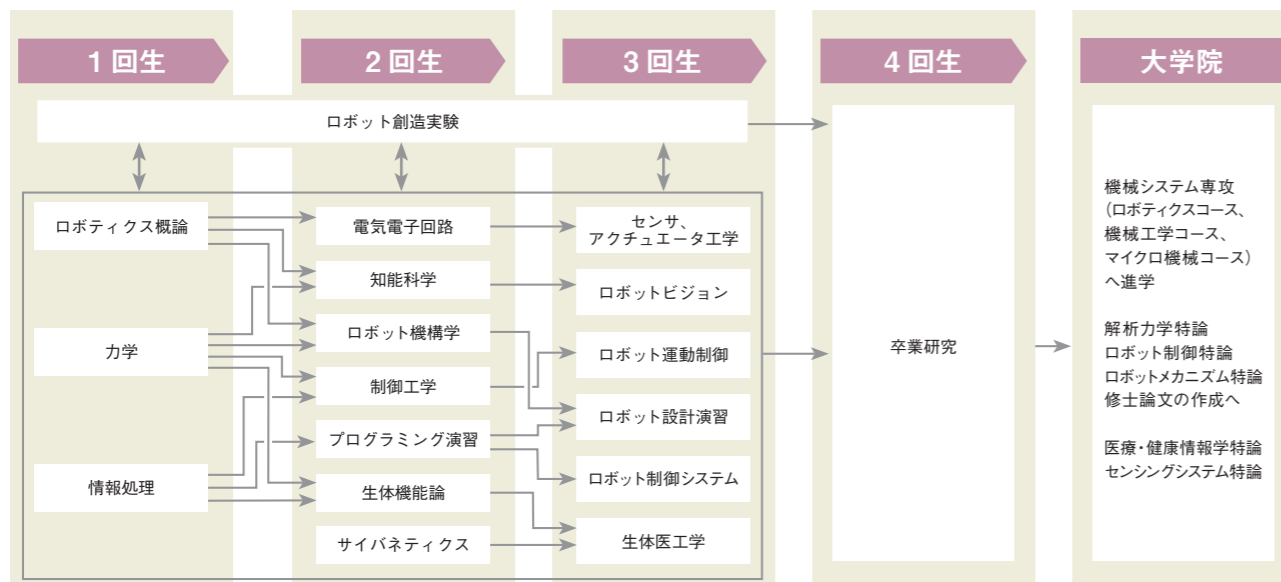 1回生
2回生
3回生
4回生
大学院
ロボット創造実験
ロボティクス概論
力学
情報処理
電気電子回路
知能科学
ロボット機構学
制御工学
プログラミング演習
生体機能論
サイバネティクス
センサ、
アクチュエータ工学
ロボットビジョン
ロボット運動制御
ロボット設計演習
ロボット制御システム
生体医工学
卒業研究
機械システム専攻
（ロボティクスコース、
機械工学コース、
マイクロ機械コース）
へ進学
解析力学特論
ロボット制御特論
ロボットメカニズム特論
修士論文の作成へ
医療・健康情報学特論
センシングシステム特論